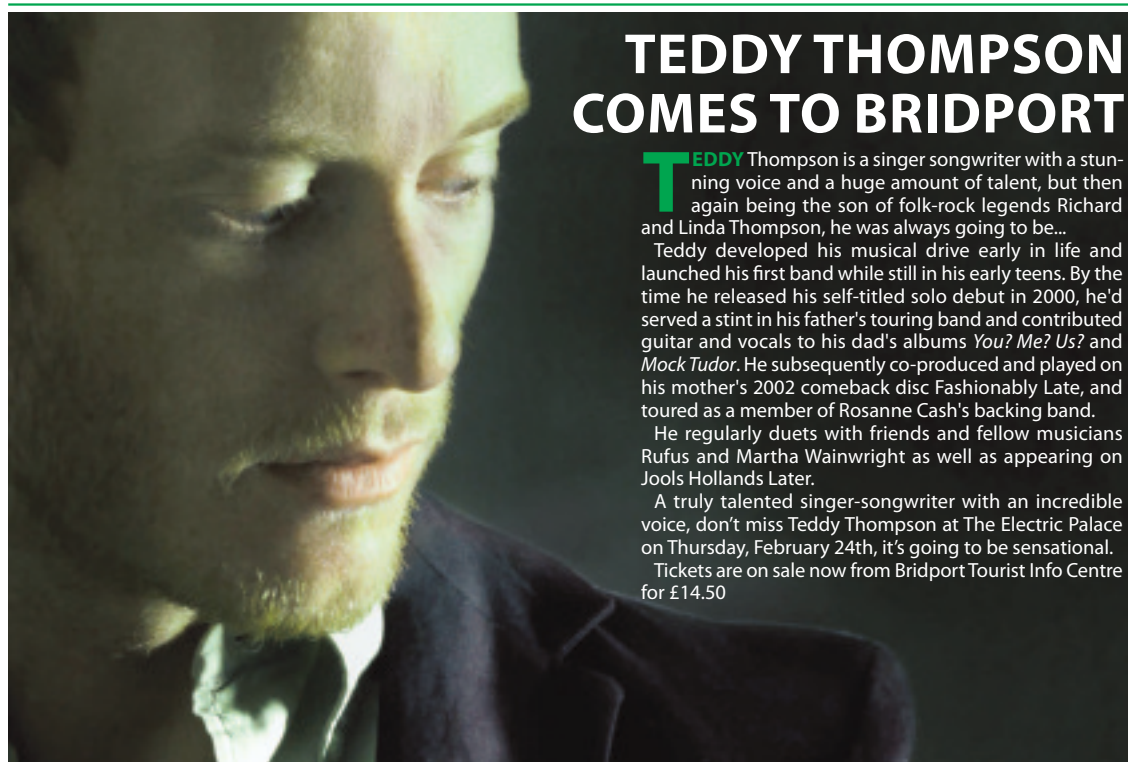 TEDDY THOMPSON
COMES TO BRIDPORT
TEDDY Thompson is a singer songwriter with a stun-
ning voice and a huge amount of talent, but then
again being the son of folk-rock legends Richard
and Linda Thompson, he was always going to be...
Teddy developed his musical drive early in life and
launched his first band while still in his early teens. By the
time he released his self-titled solo debut in 2000, he'd
served a stint in his father's touring band and contributed
guitar and vocals to his dad's albums You? Me? Us? and
Mock Tudor. He subsequently co-produced and played on
his mother's 2002 comeback disc Fashionably Late, and
toured as a member of Rosanne Cash's backing band.
He regularly duets with friends and fellow musicians
Rufus and Martha Wainwright as well as appearing on
Jools Hollands Later.
A truly talented singer-songwriter with an incredible
voice, don’t miss Teddy Thompson at The Electric Palace
on Thursday, February 24th, it’s going to be sensational.
Tickets are on sale now from Bridport Tourist Info Centre
for £14.50